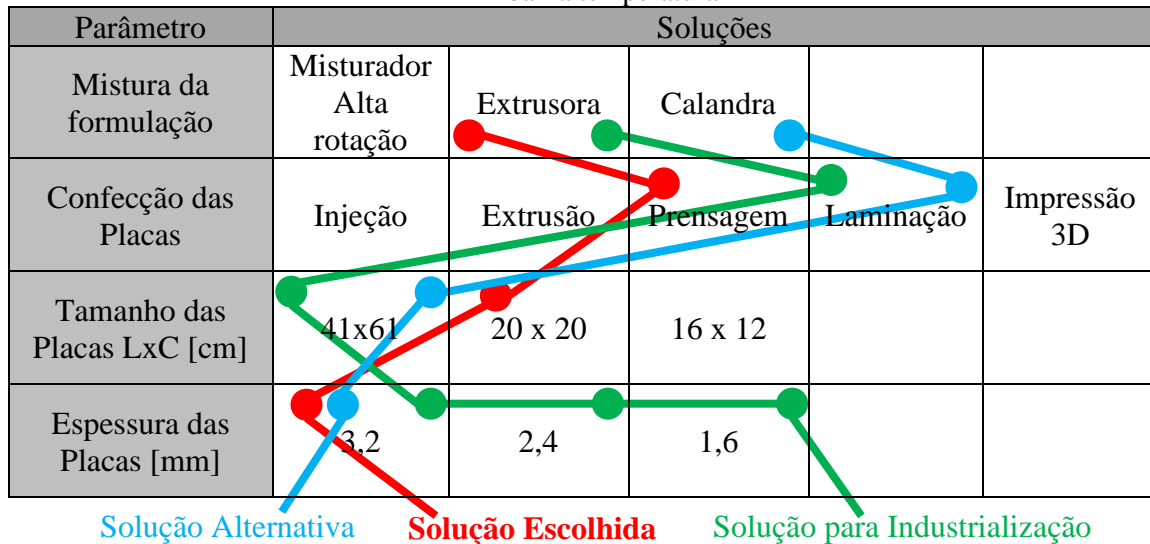 Parâmetro Soluções
Mistura da
formulação
Misturador
Alta
rotação
Extrusora
Calandra
Confecção das
Placas
Injeção
Extrusão
Prensagem
Laminação
Impressão
3D
Tamanho das
Placas LxC [cm]
41x61
20 x 20
16 x 12
Espessura das
Placas [mm]
3,2
2,4
1,6
Solução Alternativa
Solução Escolhida
Solução para Industrialização